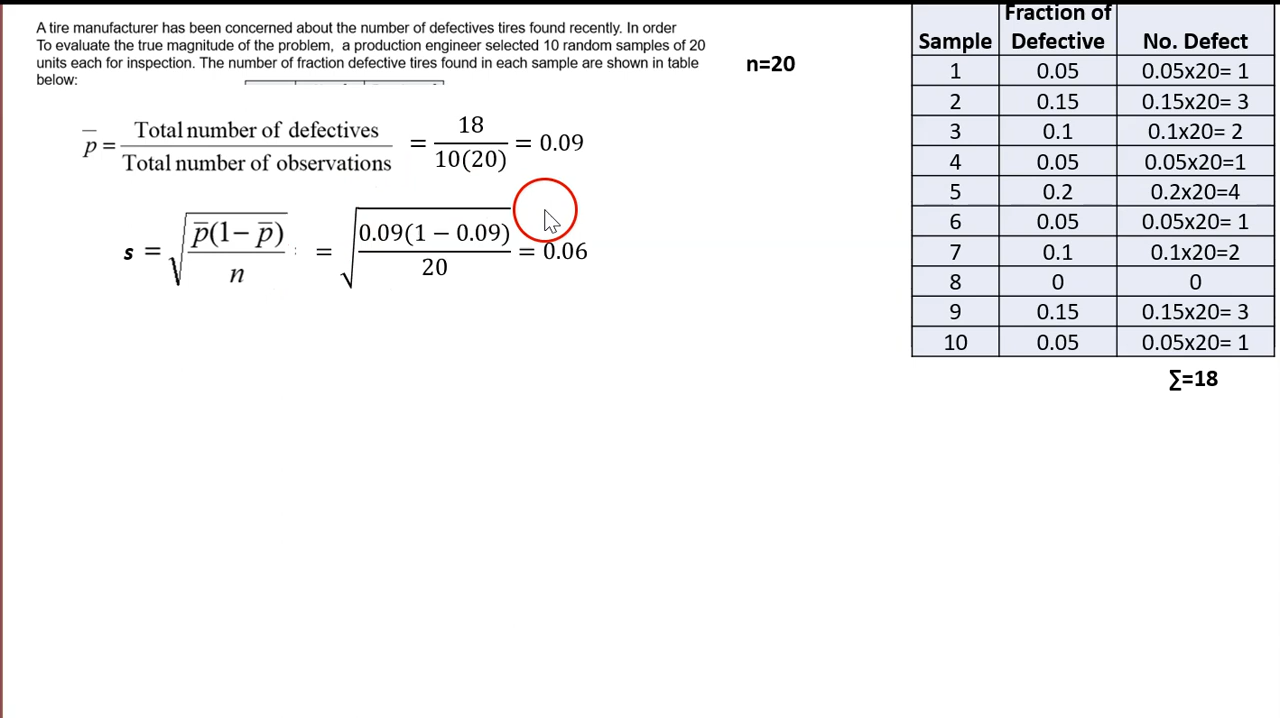 A tire manufacturer has been concerned about the number of defectives tires found recently. In order
To evaluate the true magnitude of the problem,  a production engineer selected 10 random samples of 20
units each for inspection. The number of fraction defective tires found in each sample are shown in table
below:
n=20
p̄ = Total number of defectives / Total number of observations = 18 / 10(20) = 0.09
s = √(p̄(1− p̄) / n) = √(0.09(1 − 0.09) / 20) = 0.06
Sample | Fraction of Defective | No. Defect
1 | 0.05 | 0.05x20= 1
2 | 0.15 | 0.15x20= 3
3 | 0.1 | 0.1x20= 2
4 | 0.05 | 0.05x20=1
5 | 0.2 | 0.2x20=4
6 | 0.05 | 0.05x20= 1
7 | 0.1 | 0.1x20=2
8 | 0 | 0
9 | 0.15 | 0.15x20= 3
10 | 0.05 | 0.05x20= 1
∑=18